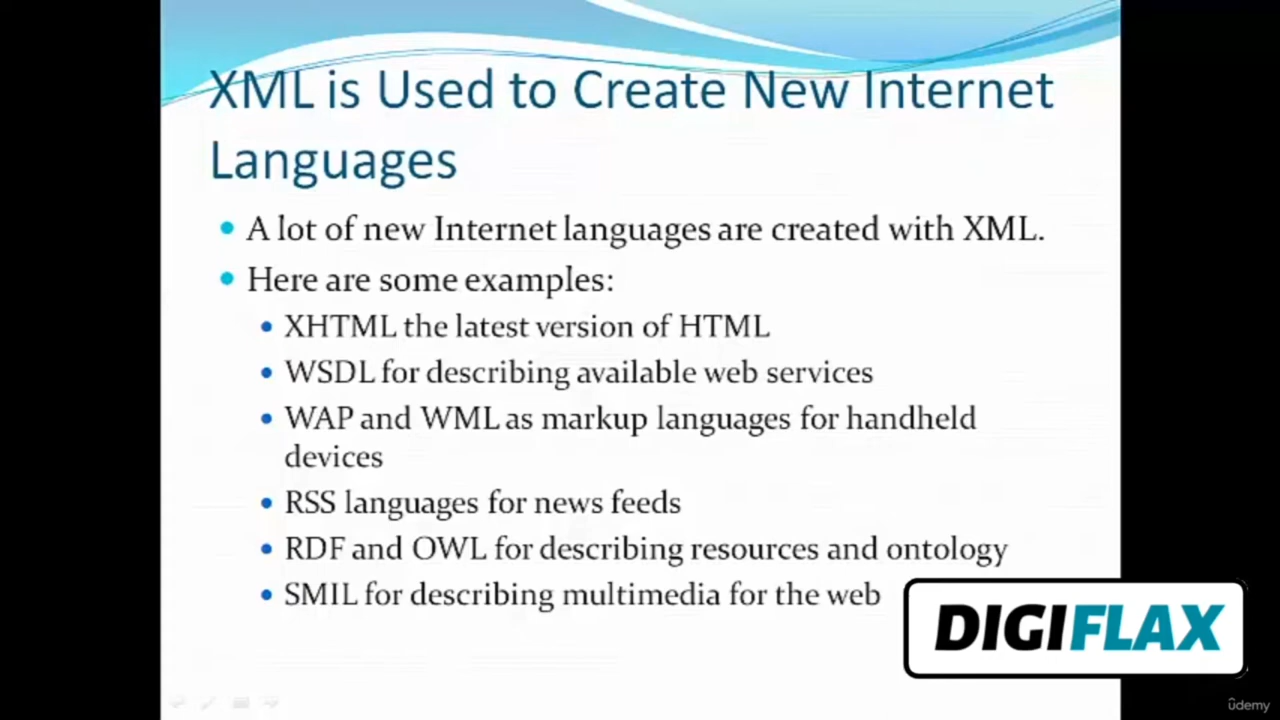 XML is Used to Create New Internet
Languages
A lot of new Internet languages are created with XML.
Here are some examples:
XHTML the latest version of HTML
WSDL for describing available web services
WAP and WML as markup languages for handheld
devices
RSS languages for news feeds
RDF and OWL for describing resources and ontology
SMIL for describing multimedia for the web
DIGIFLAX
ûdemy